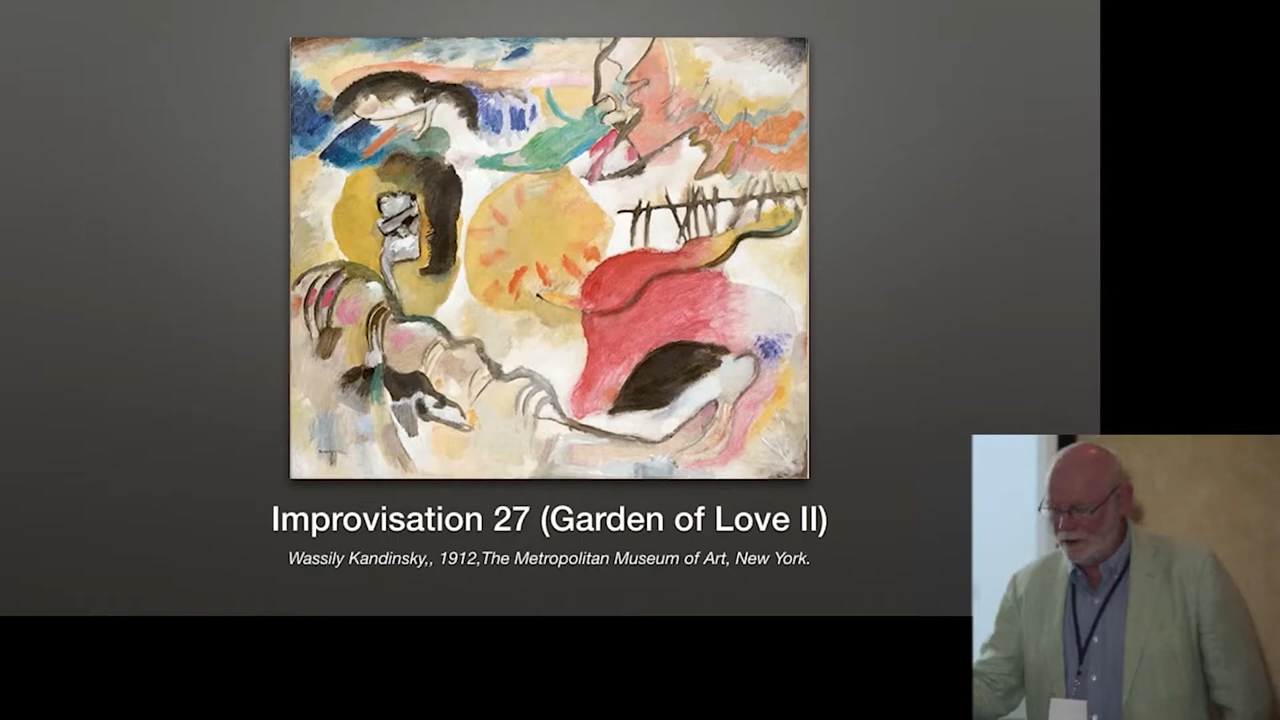 Improvisation 27 (Garden of Love II)
Wassily Kandinsky,, 1912,The Metropolitan Museum of Art, New York.